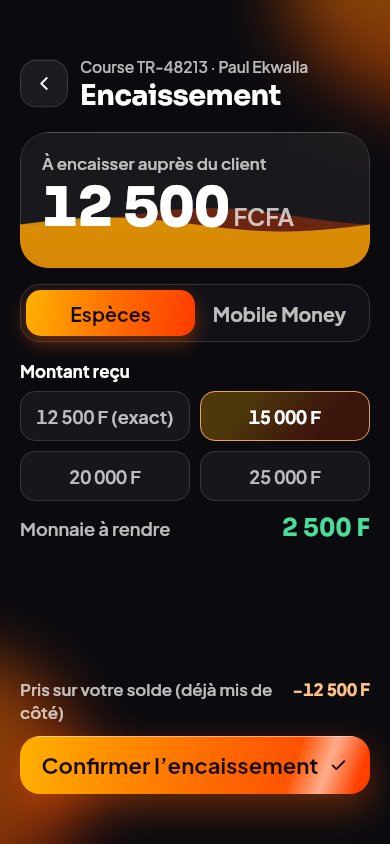 Course TR-48213 · Paul Ekwalla
Encaissement
À encaisser auprès du client
12 500 FCFA
Espèces
Mobile Money
Montant reçu
12 500 F (exact)
15 000 F
20 000 F
25 000 F
Monnaie à rendre
2 500 F
Pris sur votre solde (déjà mis de
côté)
−12 500 F
Confirmer l’encaissement